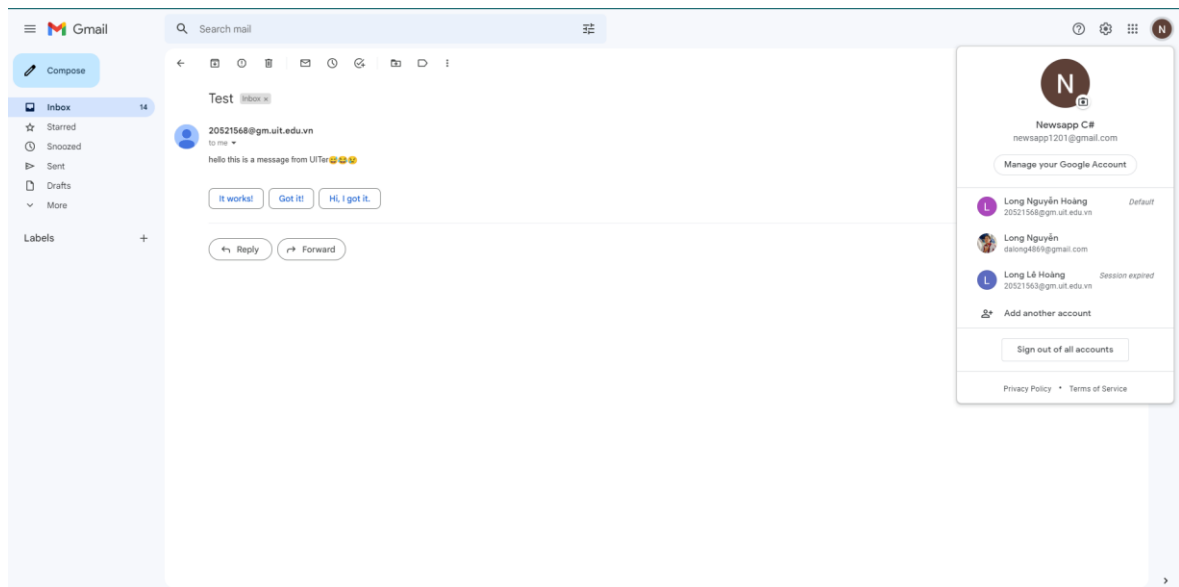 Gmail
Search mail
N
Compose
Inbox 14
Starred
Snoozed
Sent
Drafts
More
Labels +
Test Inbox x
20521568@gm.uit.edu.vn
to me
hello this is a message from UITer😅😂😢
It works! Got it! Hi, I got it.
Reply Forward
N
Newsapp C#
newsapp1201@gmail.com
Manage your Google Account
L
Long Nguyễn Hoàng Default
20521568@gm.uit.edu.vn
Long Nguyễn
dalong4869@gmail.com
L
Long Lê Hoàng Session expired
20521563@gm.uit.edu.vn
Add another account
Sign out of all accounts
Privacy Policy • Terms of Service